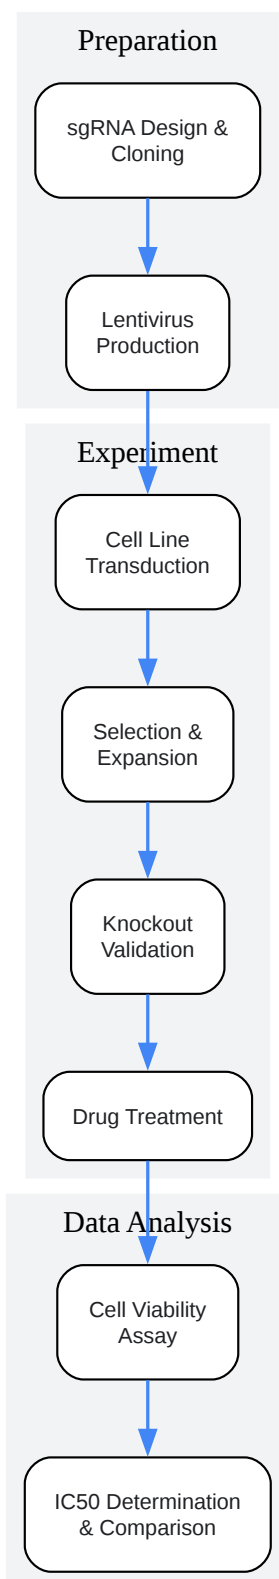 Preparation
sgRNA Design &
Cloning
Lentivirus
Production
Experiment
Cell Line
Transduction
Selection &
Expansion
Knockout
Validation
Drug Treatment
Data Analysis
Cell Viability
Assay
IC50 Determination
& Comparison